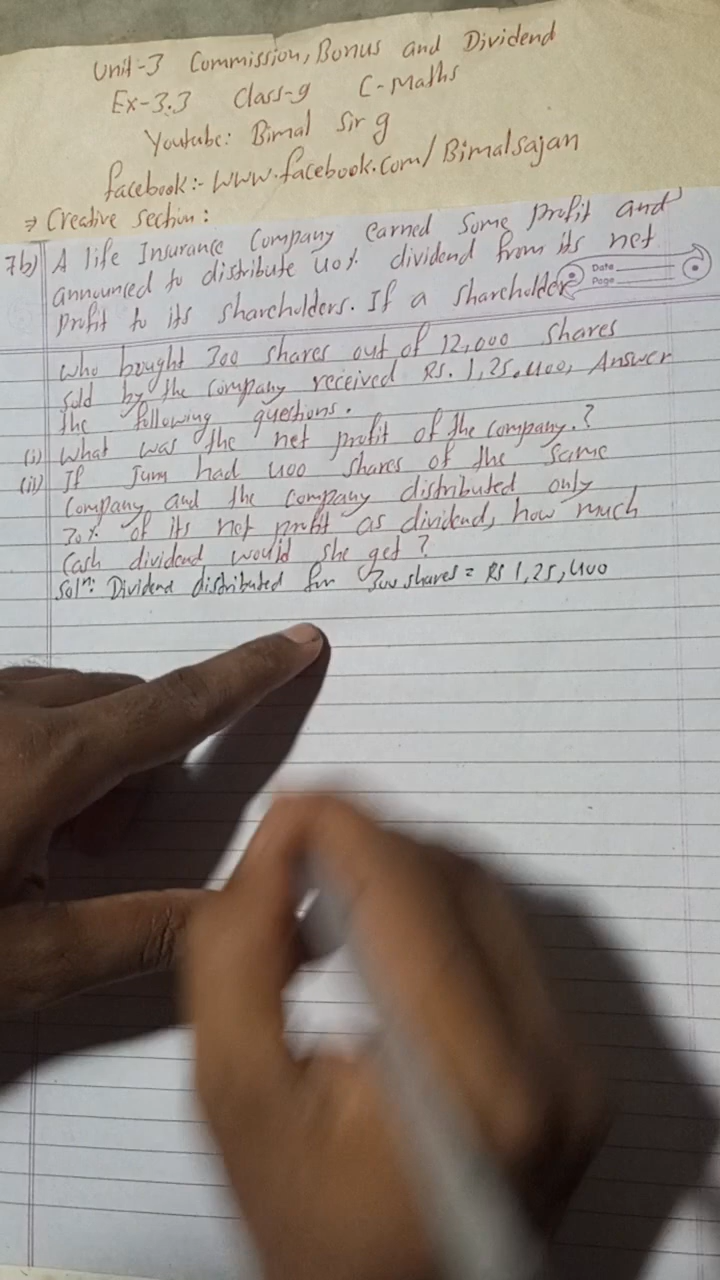 Unit-3 Commission, Bonus and Dividend
Ex-3.3 Class-9 C-Maths
Youtube: Bimal Sir g
facebook:- www.facebook.com/Bimalsajan
⇒ Creative section:
7b) A life Insurance Company earned some profit and
announced to distribute 40% dividend from its net
profit to its shareholders. If a shareholder
Date
Page
who bought 300 shares out of 12,000 shares
sold by the company received Rs. 1,25,400, Answer
the following questions.
(i) What was the net profit of the company.?
(ii) If Junu had 400 shares of the same
Company, and the company distributed only
30% of its net profit as dividend, how much
Cash dividend would she get?
Solⁿ: Dividend distributed for 300 shares = RS 1,25,400